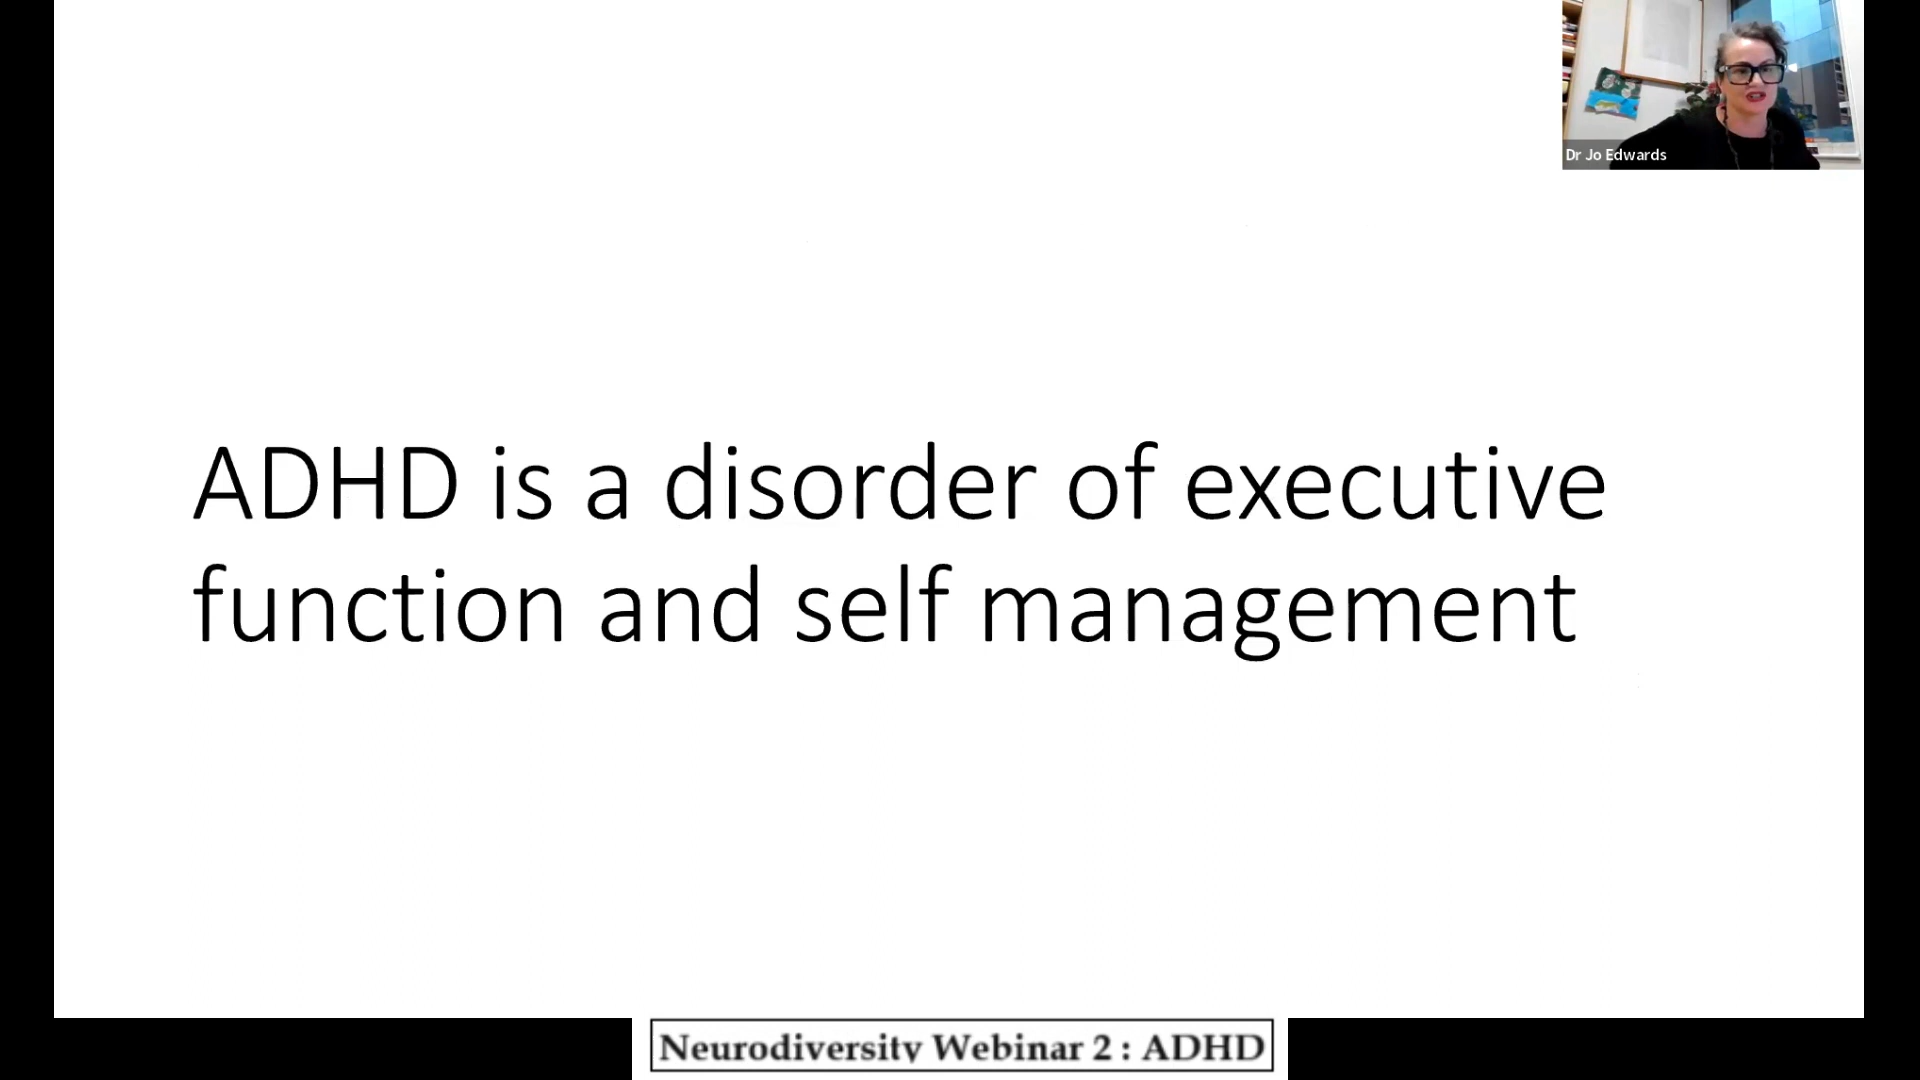 Dr Jo Edwards
ADHD is a disorder of executive
function and self management
Neurodiversity Webinar 2 : ADHD